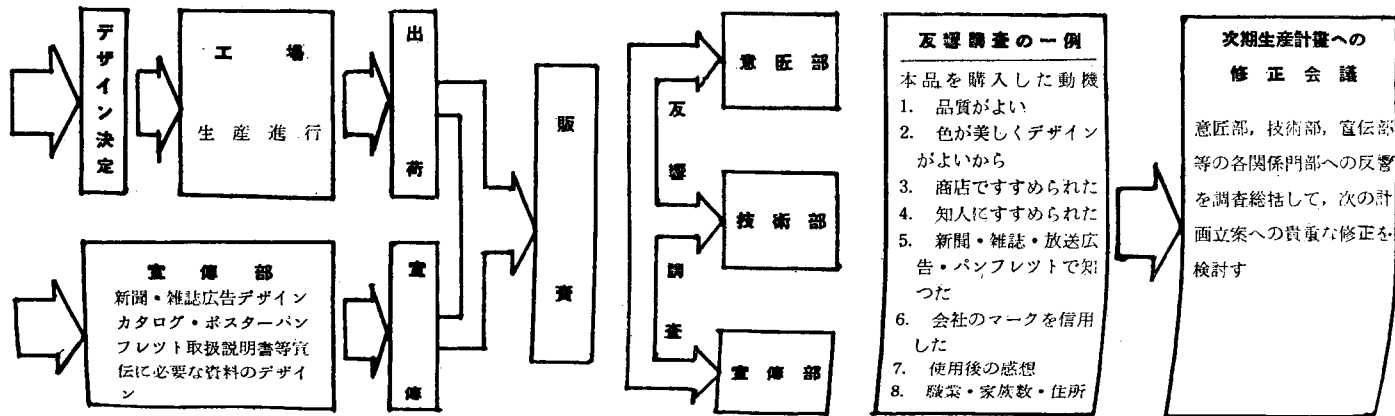 デザイン決定
工場
生産進行
出荷
宣傳部
新聞・雑誌広告デザイン
カタログ・ポスターパン
フレツト取扱説明書等宣
伝に必要な資料のデザイ
ン
宣傳
販賣
反響調査
意匠部
技術部
宣傳部
反響調査の一例
本品を購入した動機
1. 品質がよい
2. 色が美しくデザイン
がよいから
3. 商店ですすめられた
4. 知人にすすめられた
5. 新聞・雑誌・放送広
告・パンフレツトで知
つた
6. 会社のマークを信用
した
7. 使用後の感想
8. 職業・家族数・住所
次期生産計畫への
修正会議
意匠部，技術部，宣伝部
等の各関係門部への反響
を調査総括して，次の計
画立案への貴重な修正を
検討す